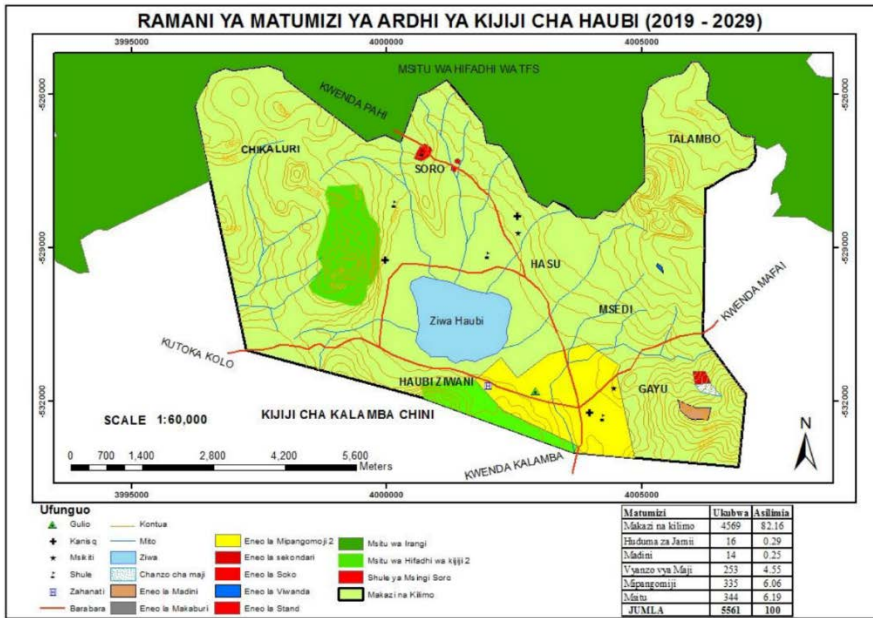 RAMANI YA MATUMIZI YA ARDHI YA KIJIJI CHA HAUBI (2019 - 2029)
3995000 4000000 4005000
MSITU WA HIFADHI WA TFS
-526000 -526000
KWENDA PAHI
CHIKALURI
TALAMBO
SORO
-529000 -529000
HASU
KWENDA MAFAI
MSEDI
Ziwa Haubi
KUTOKA KOLO
HAUBI ZIWANI
GAYU
-532000 -532000
SCALE 1:60,000
KIJIJI CHA KALAMBA CHINI
N
0 700 1,400 2,800 4,200 5,600
Meters
KWENDA KALAMBA
3995000 4000000 4005000
Ufunguo
Gulio
Kanisq
Msikiti
Shule
Zahanati
Barabara
Kontua
Mito
Ziwa
Chanzo cha maji
Eneo la Madini
Eneo la Makaburi
Eneo la Mipangomoji 2
Eneo la sekondari
Eneo la Soko
Eneo la Viwanda
Eneo la Stand
Msitu wa Irangi
Msitu wa Hifadhi wa kijiji 2
Shule ya Msingi Soro
Makazi na Kilimo
Matumizi Ukubwa Asilimia
Makazi na kilimo 4569 82.16
Huduma za Jamii 16 0.29
Madini 14 0.25
Vyanzo vya Maji 253 4.55
Mipangomiji 335 6.06
Msitu 344 6.19
JUMLA 5561 100